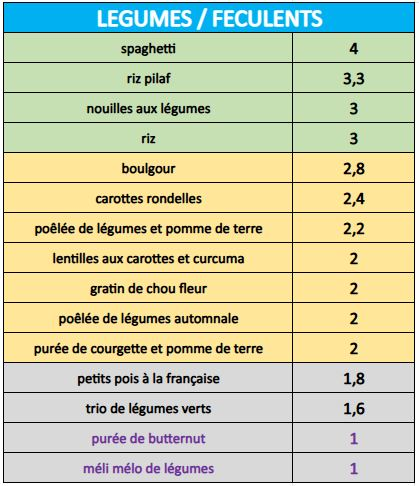 LEGUMES / FECULENTS
spaghetti 4
riz pilaf 3,3
nouilles aux légumes 3
riz 3
boulgour 2,8
carottes rondelles 2,4
poêlée de légumes et pomme de terre 2,2
lentilles aux carottes et curcuma 2
gratin de chou fleur 2
poêlée de légumes automnale 2
purée de courgette et pomme de terre 2
petits pois à la française 1,8
trio de légumes verts 1,6
purée de butternut 1
méli mélo de légumes 1